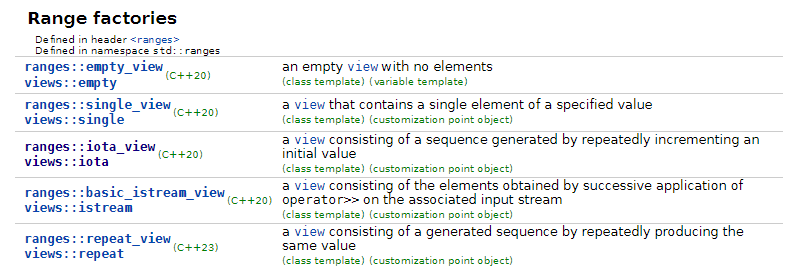 Range factories
Defined in header <ranges>
Defined in namespace std::ranges
ranges::empty_view
views::empty
(C++20)
an empty view with no elements
(class template) (variable template)
ranges::single_view
views::single
(C++20)
a view that contains a single element of a specified value
(class template) (customization point object)
ranges::iota_view
views::iota
(C++20)
a view consisting of a sequence generated by repeatedly incrementing an
initial value
(class template) (customization point object)
ranges::basic_istream_view
views::istream
(C++20)
a view consisting of the elements obtained by successive application of
operator>> on the associated input stream
(class template) (customization point object)
ranges::repeat_view
views::repeat
(C++23)
a view consisting of a generated sequence by repeatedly producing the
same value
(class template) (customization point object)